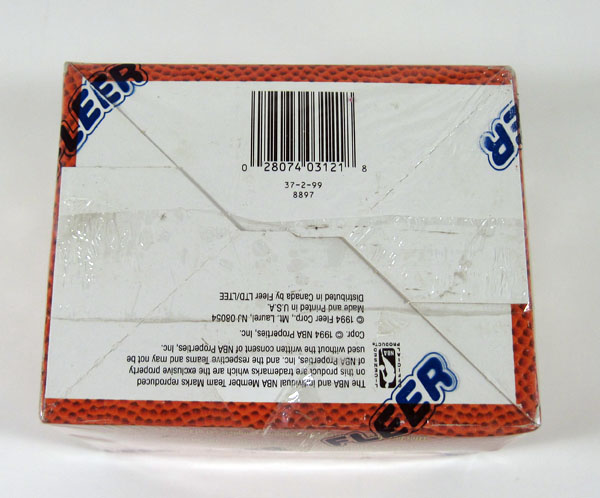 FLEER
FLEER
0 28074 03121 8
37-2-99
8897
The NBA and individual NBA Member Team Marks reproduced
on this product are trademarks which are the exclusive property
of NBA Properties, Inc. and the respective Teams and may not be
used without the written consent of NBA Properties, Inc.
Copr. © 1994 NBA Properties, Inc.
© 1994 Fleer Corp., Mt. Laurel, NJ 08054
Made and Printed in U.S.A.
Distributed in Canada by Fleer LTD/LTEE
NBA
FLEER
FLEER